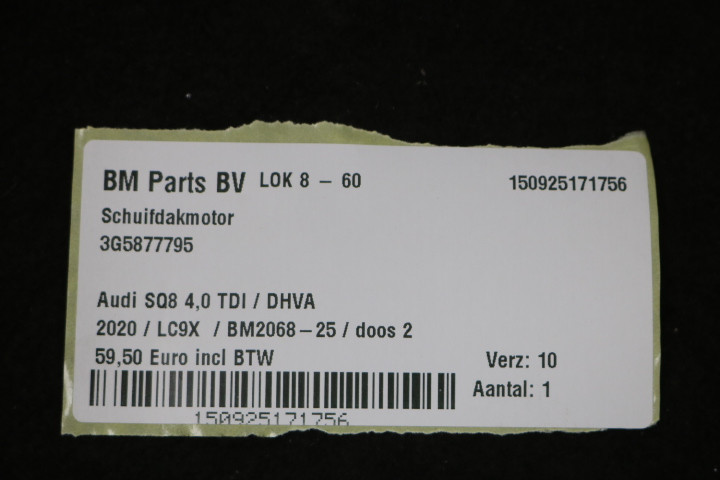 BM Parts BV LOK 8 - 60 150925171756
Schuifdakmotor
3G5877795
Audi SQ8 4,0 TDI / DHVA
2020 / LC9X / BM2068-25 / doos 2
59,50 Euro incl BTW Verz: 10
Aantal: 1
150925171756